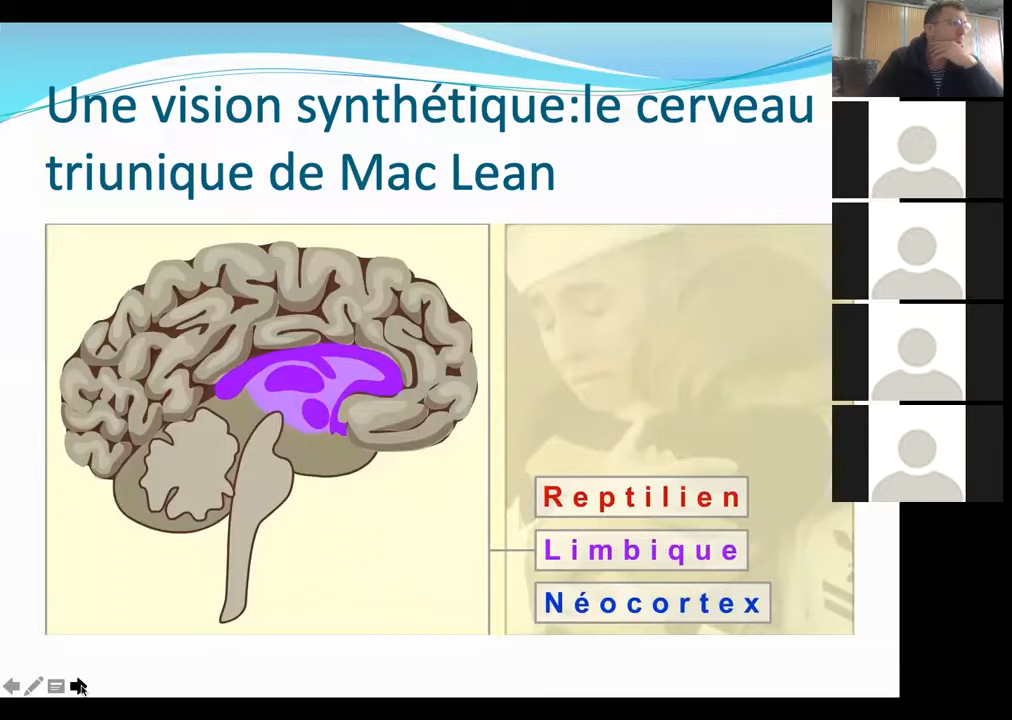 Une vision synthétique:le cerveau
triunique de Mac Lean
Reptilien
Limbique
Néocortex